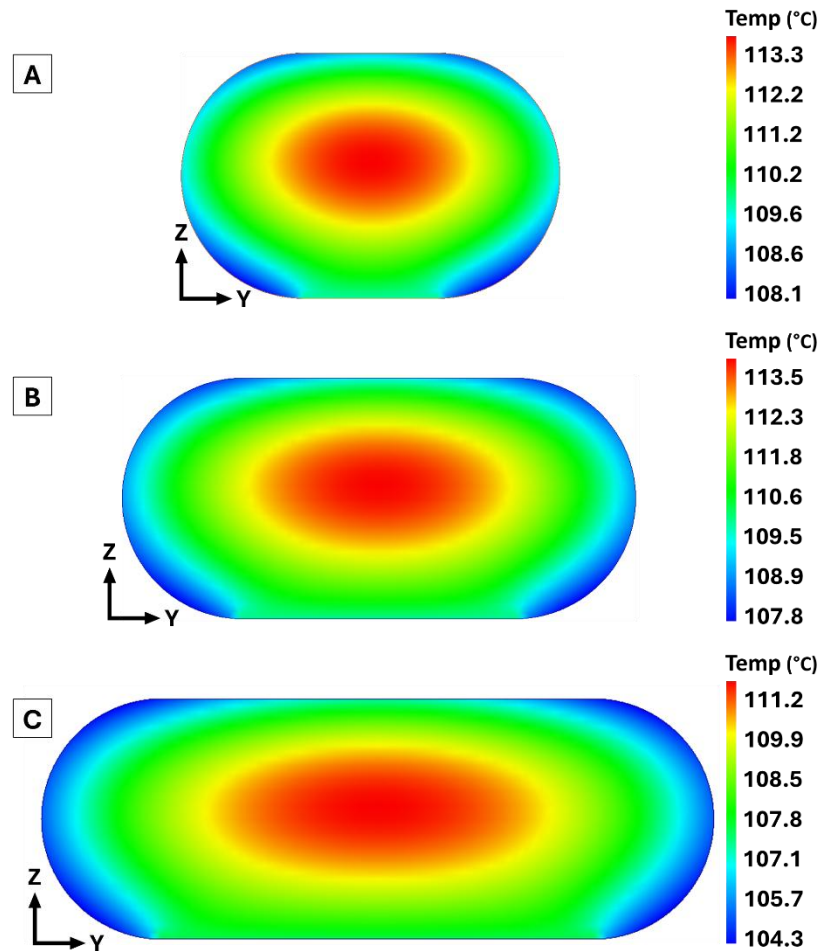 Temp (°C)
A
113.3
112.2
111.2
110.2
109.6
108.6
108.1
Z
Y
Temp (°C)
B
113.5
112.3
111.8
110.6
109.5
108.9
107.8
Z
Y
Temp (°C)
C
111.2
109.9
108.5
107.8
107.1
105.7
104.3
Z
Y